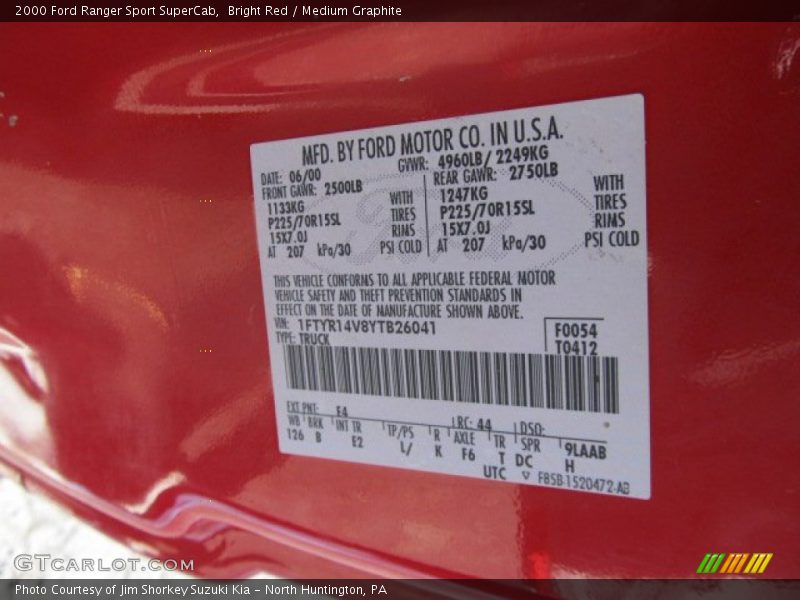 2000 Ford Ranger Sport SuperCab,  Bright Red / Medium Graphite
MFD. BY FORD MOTOR CO. IN U.S.A.
DATE: 06/00 GVWR: 4960LB/ 2249KG
FRONT GAWR: 2500LB REAR GAWR: 2750LB
1133KG WITH 1247KG WITH
P225/70R15SL TIRES P225/70R15SL TIRES
15X7.0J RIMS 15X7.0J RIMS
AT 207 kPa/30 PSI COLD AT 207 kPa/30 PSI COLD
THIS VEHICLE CONFORMS TO ALL APPLICABLE FEDERAL MOTOR
VEHICLE SAFETY AND THEFT PREVENTION STANDARDS IN
EFFECT ON THE DATE OF MANUFACTURE SHOWN ABOVE.
VIN: 1FTYR14V8YTB26041 F0054
TYPE: TRUCK T0412
EXT PNT: E4 RC: 44 DSO:
WB BRK INT TR TP/PS R AXLE TR SPR 9LAAB
126 B E2 L/ K F6 T DC H
UTC ▽ F85B-1520472-AB
GTCARLOT.COM
Photo Courtesy of Jim Shorkey Suzuki Kia – North Huntington, PA